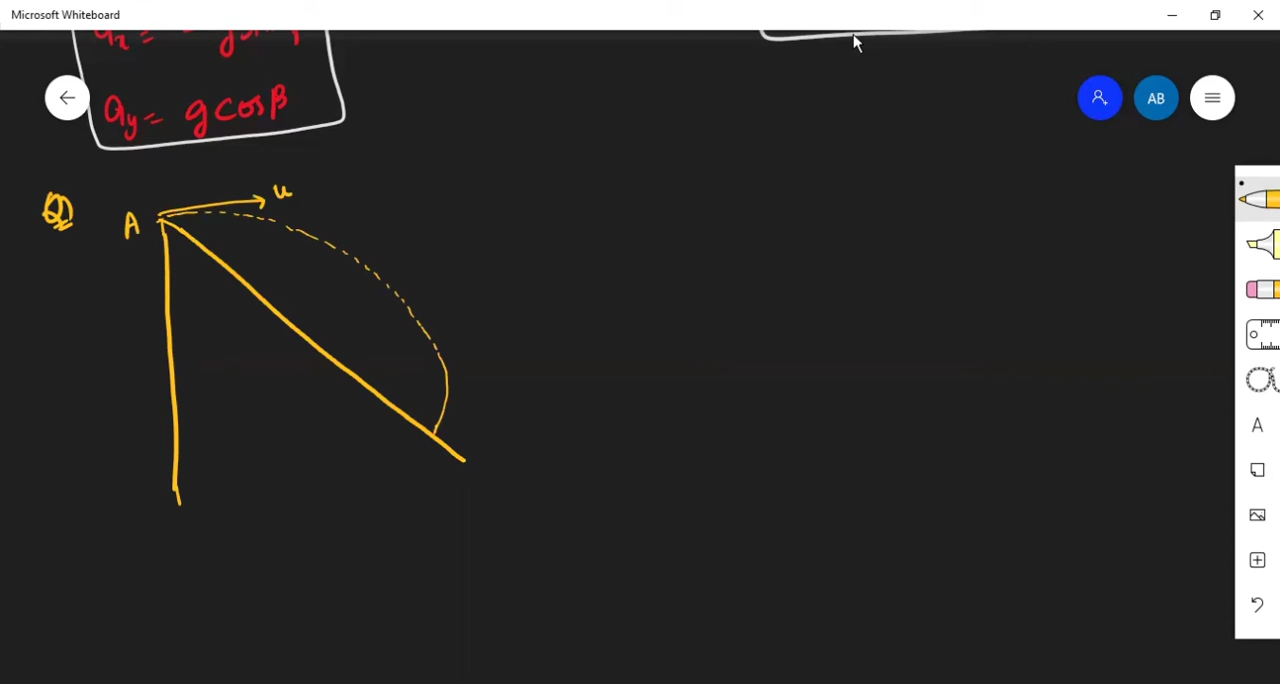 Microsoft Whiteboard
ay = g cos β
AB
Q)
A
u
A